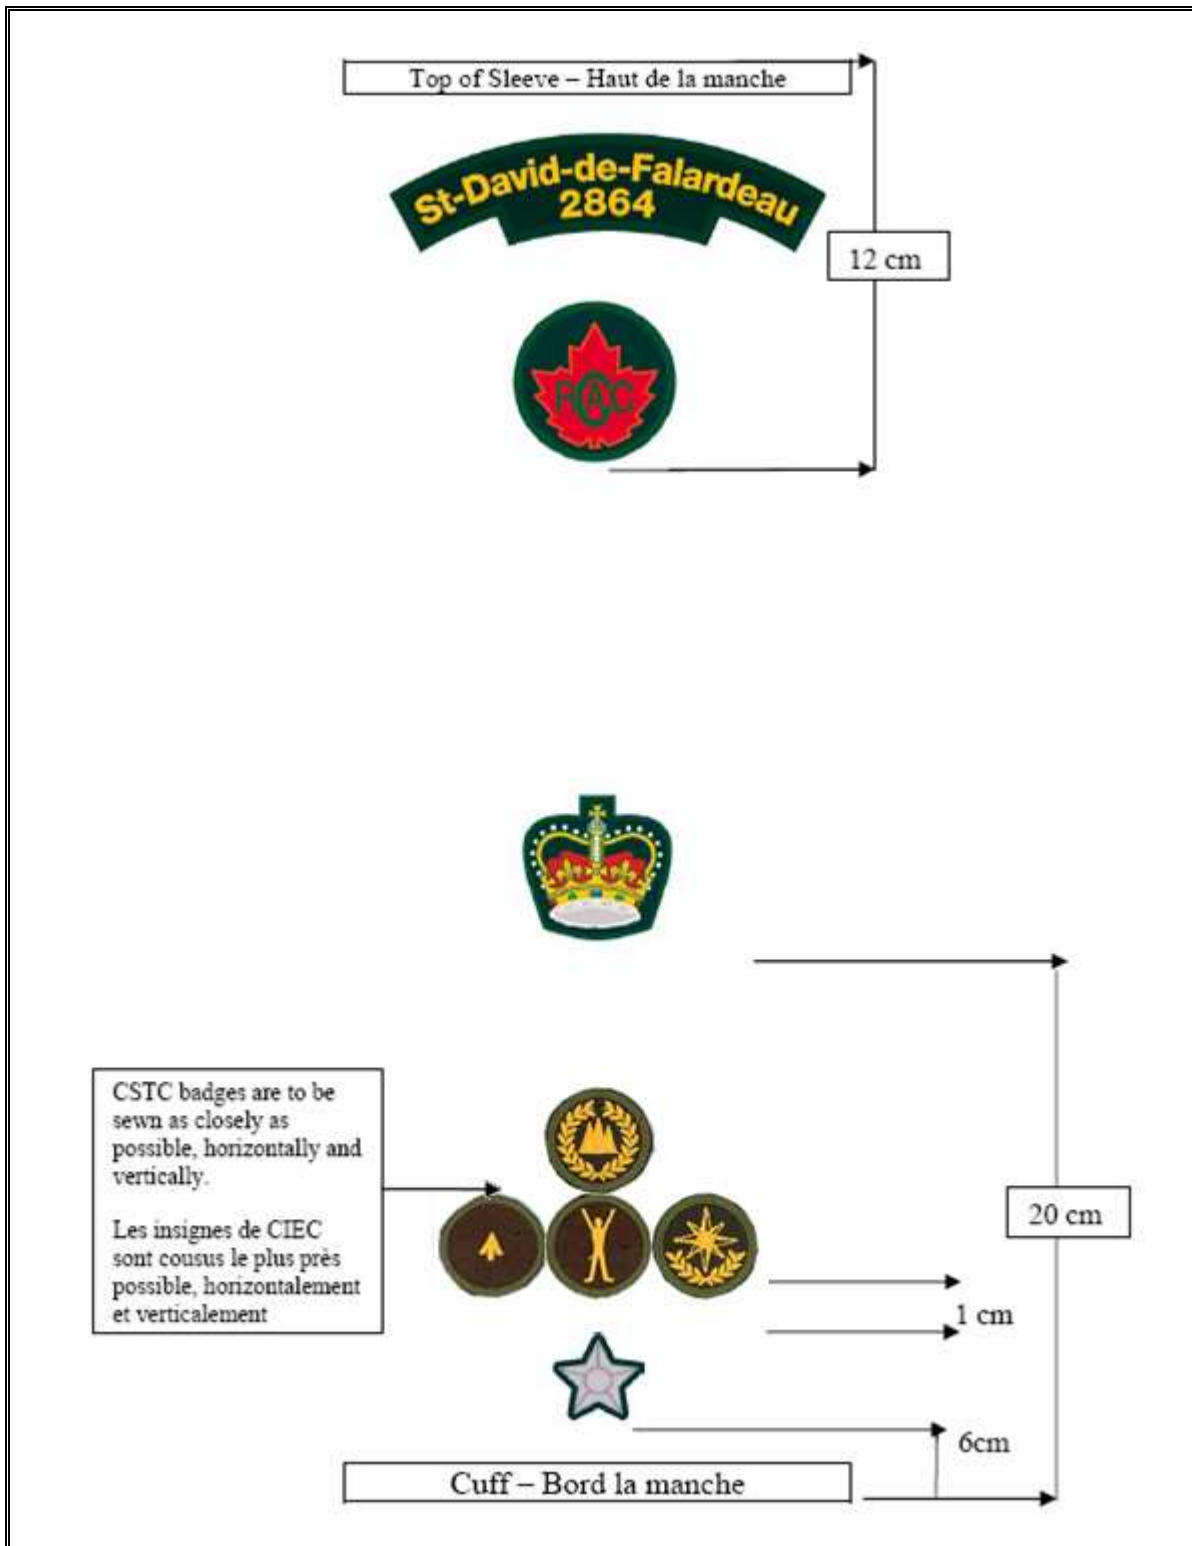 Top of Sleeve – Haut de la manche
St-David-de-Falardeau
2864
12 cm
RCAC
CSTC badges are to be
sewn as closely as
possible, horizontally and
vertically.
Les insignes de CIEC
sont cousus le plus près
possible, horizontalement
et verticalement
20 cm
1 cm
6cm
Cuff – Bord la manche